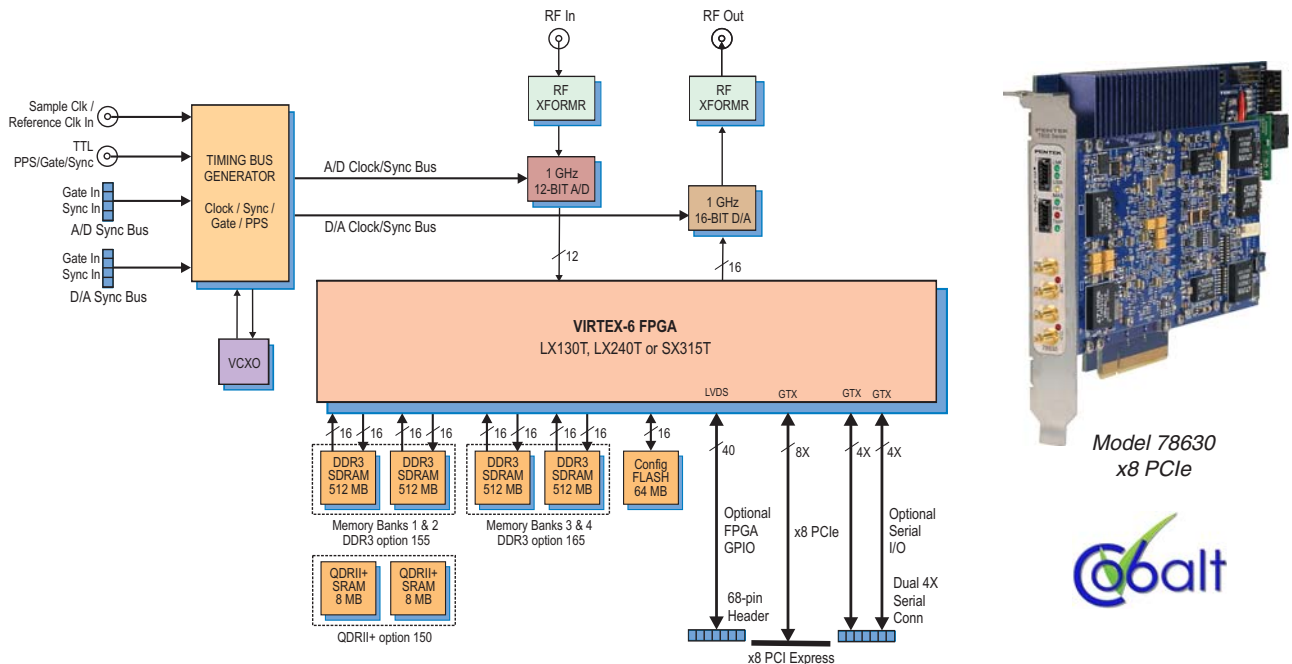 RF In
RF Out
RF
XFORMR
RF
XFORMR
Sample Clk /
Reference Clk In
TTL
PPS/Gate/Sync
Gate In
Sync In
A/D Sync Bus
Gate In
Sync In
D/A Sync Bus
TIMING BUS
GENERATOR
Clock / Sync /
Gate / PPS
VCXO
A/D Clock/Sync Bus
D/A Clock/Sync Bus
1 GHz
12-BIT A/D
1 GHz
16-BIT D/A
12
16
VIRTEX-6 FPGA
LX130T, LX240T or SX315T
LVDS
GTX
GTX
GTX
16
16
16
16
16
16
16
16
16
40
8X
4X
4X
DDR3
SDRAM
512 MB
DDR3
SDRAM
512 MB
DDR3
SDRAM
512 MB
DDR3
SDRAM
512 MB
Config
FLASH
64 MB
Memory Banks 1 & 2
DDR3 option 155
Memory Banks 3 & 4
DDR3 option 165
QDRII+
SRAM
8 MB
QDRII+
SRAM
8 MB
QDRII+ option 150
Optional
FPGA
GPIO
68-pin
Header
x8 PCIe
x8 PCI Express
Optional
Serial
I/O
Dual 4X
Serial
Conn
PENTEK
PENTEK
78630
Model 78630
x8 PCIe
Cobalt